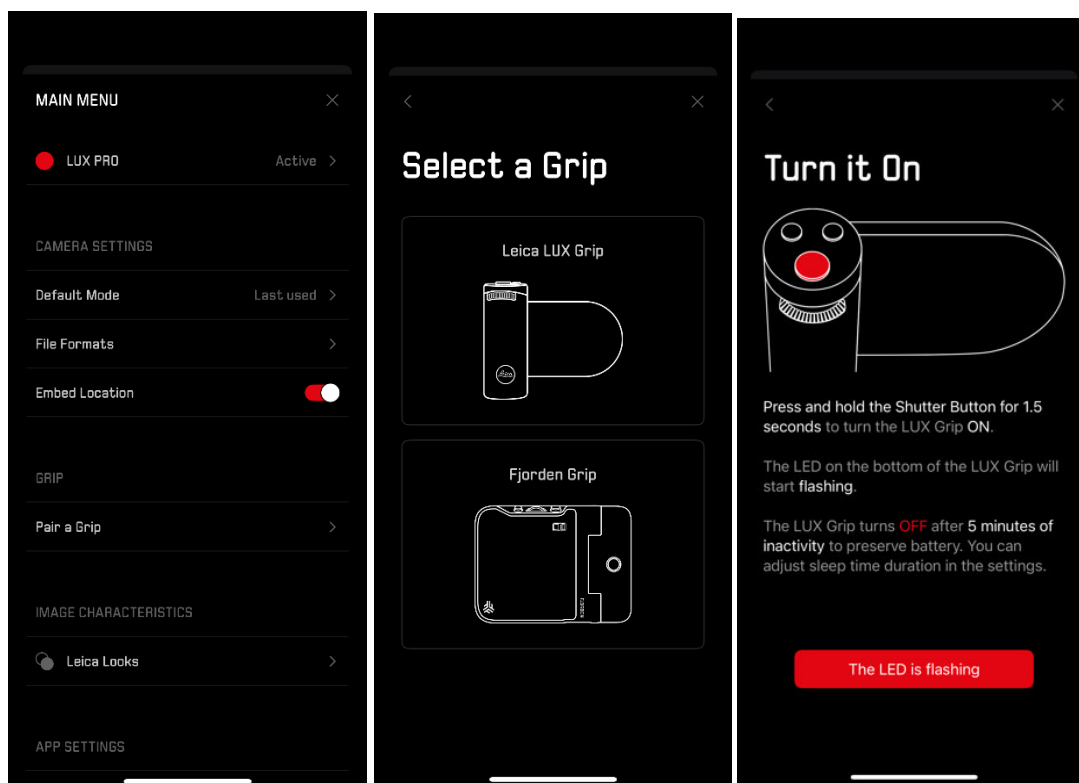 MAIN MENU
LUX PRO Active
CAMERA SETTINGS
Default Mode Last used
File Formats
Embed Location
GRIP
Pair a Grip
IMAGE CHARACTERISTICS
Leica Looks
APP SETTINGS
Select a Grip
Leica LUX Grip
Leica
Fjorden Grip
FJORDEN
Turn it On
Press and hold the Shutter Button for 1.5
seconds to turn the LUX Grip ON.
The LED on the bottom of the LUX Grip will
start flashing.
The LUX Grip turns OFF after 5 minutes of
inactivity to preserve battery. You can
adjust sleep time duration in the settings.
The LED is flashing